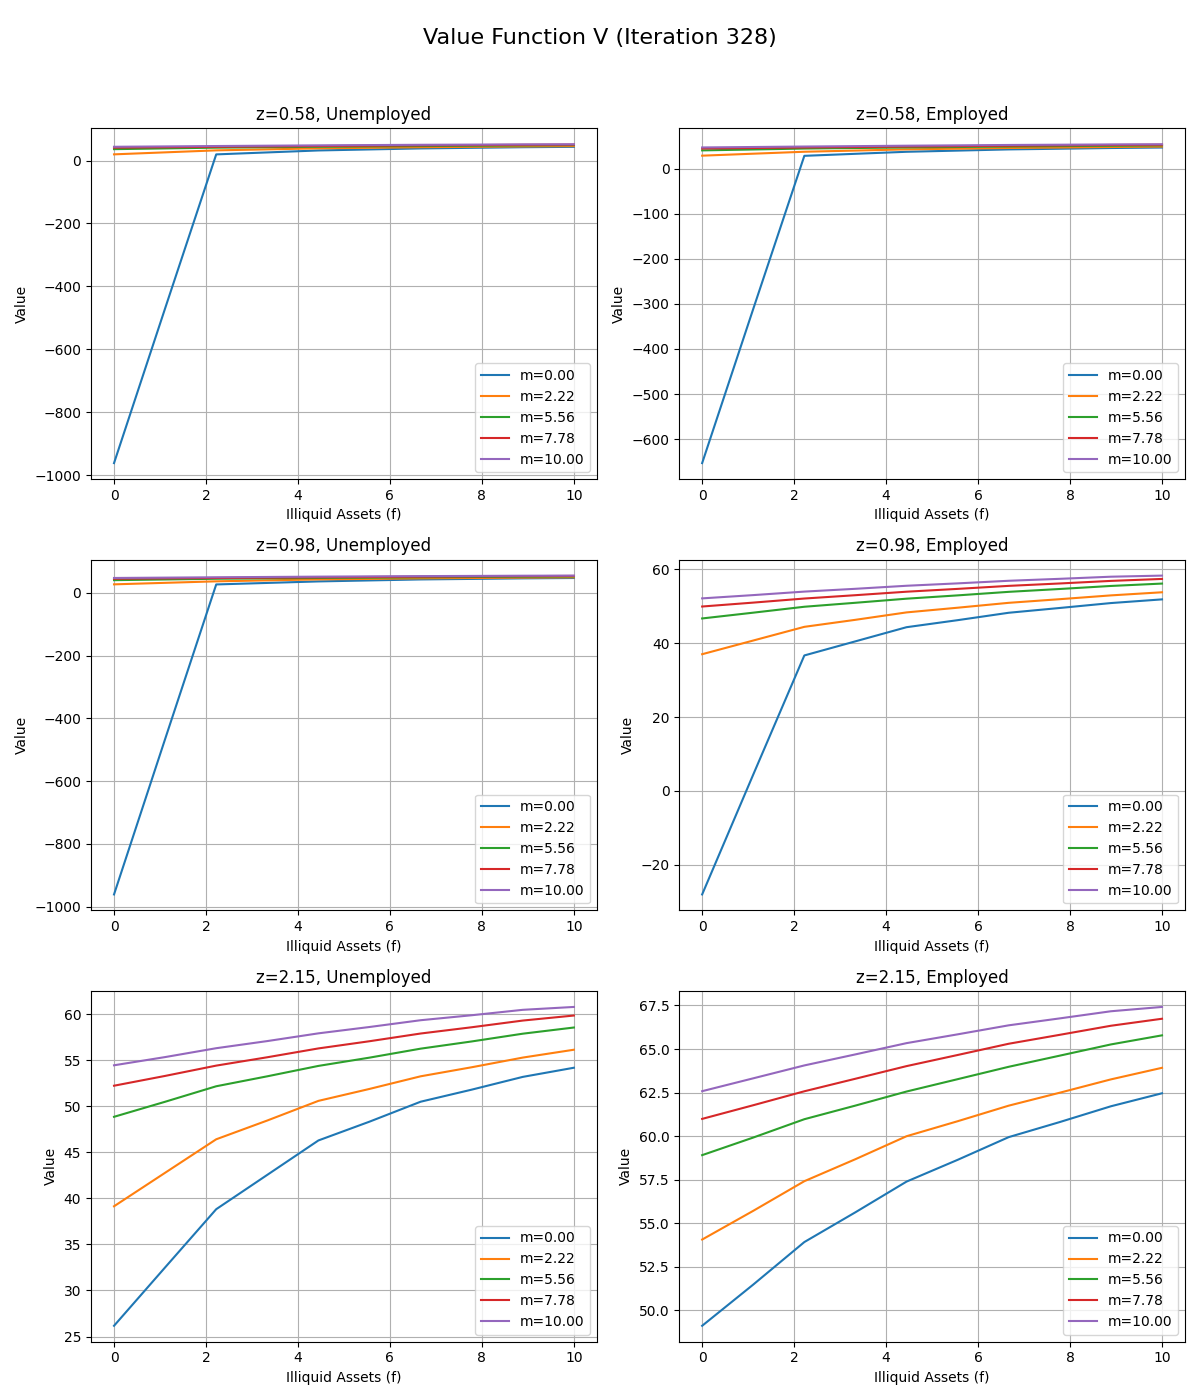 Value Function V (Iteration 328)
z=0.58, Unemployed
0
−200
−400
−600
−800
−1000
Value
0 2 4 6 8 10
Illiquid Assets (f)
m=0.00
m=2.22
m=5.56
m=7.78
m=10.00
z=0.58, Employed
0
−100
−200
−300
−400
−500
−600
Value
0 2 4 6 8 10
Illiquid Assets (f)
m=0.00
m=2.22
m=5.56
m=7.78
m=10.00
z=0.98, Unemployed
0
−200
−400
−600
−800
−1000
Value
0 2 4 6 8 10
Illiquid Assets (f)
m=0.00
m=2.22
m=5.56
m=7.78
m=10.00
z=0.98, Employed
60
40
20
0
−20
Value
0 2 4 6 8 10
Illiquid Assets (f)
m=0.00
m=2.22
m=5.56
m=7.78
m=10.00
z=2.15, Unemployed
60
55
50
45
40
35
30
25
Value
0 2 4 6 8 10
Illiquid Assets (f)
m=0.00
m=2.22
m=5.56
m=7.78
m=10.00
z=2.15, Employed
67.5
65.0
62.5
60.0
57.5
55.0
52.5
50.0
Value
0 2 4 6 8 10
Illiquid Assets (f)
m=0.00
m=2.22
m=5.56
m=7.78
m=10.00